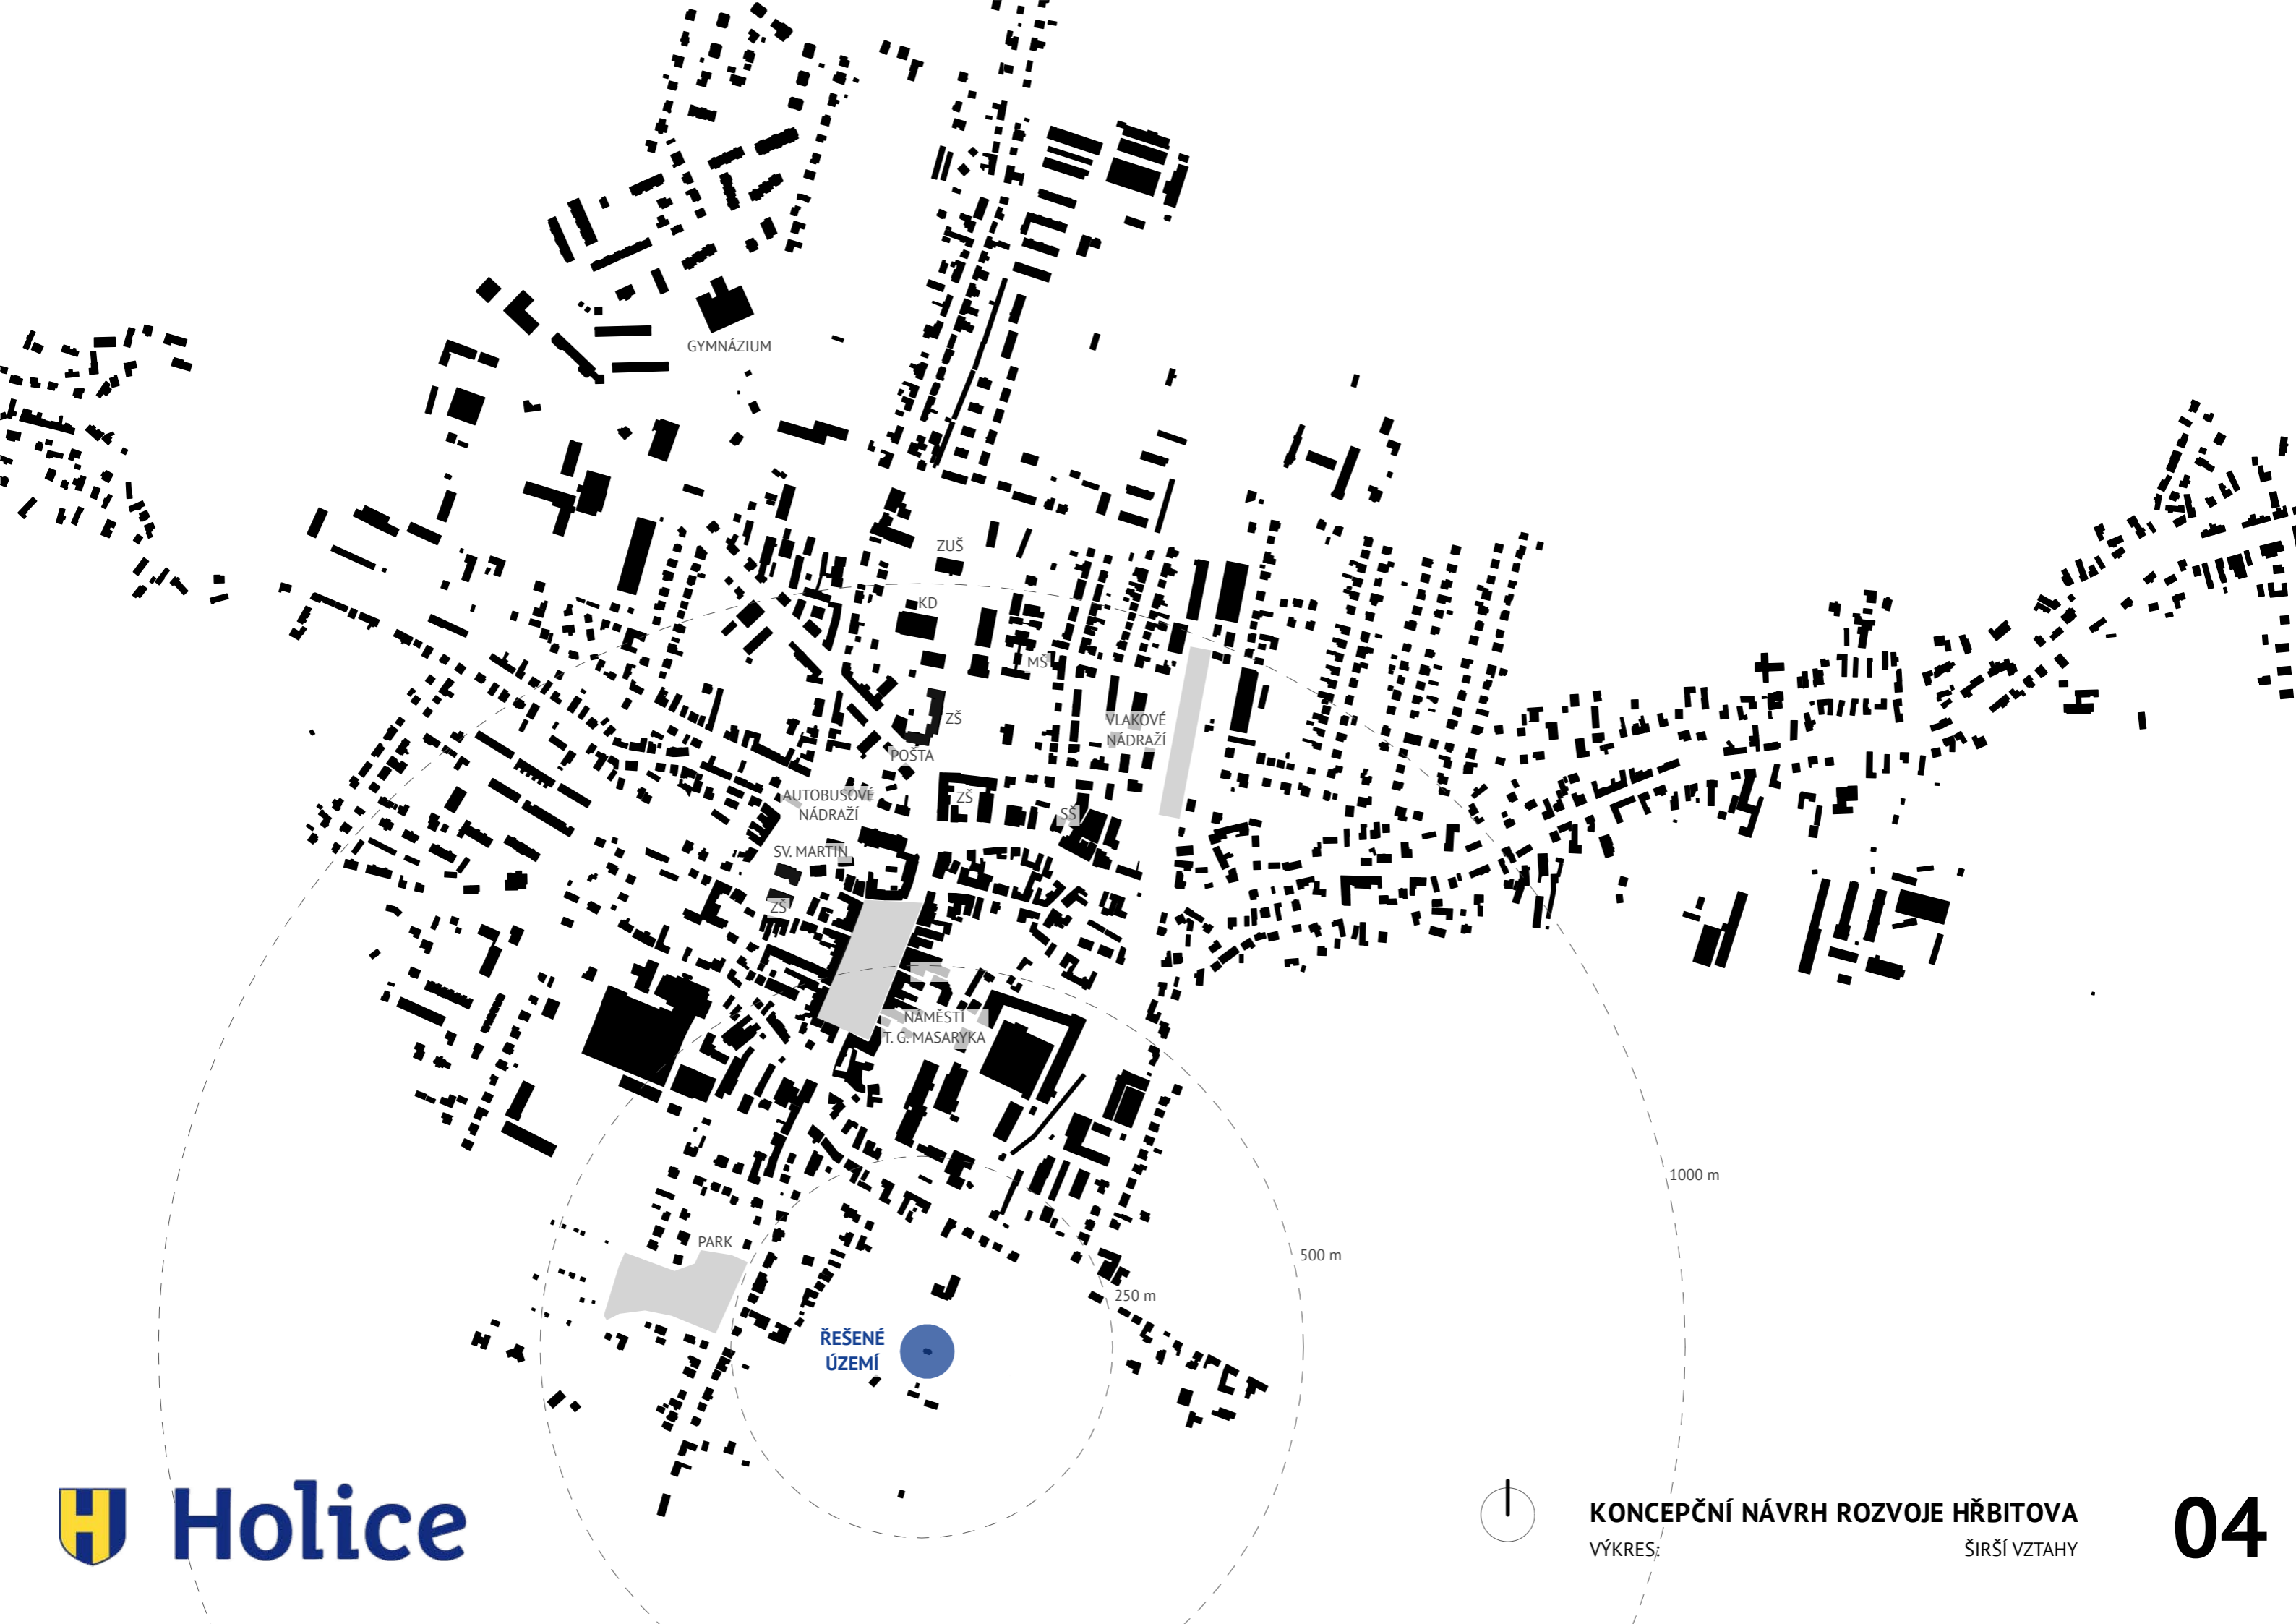 GYMNÁZIUM
ZUŠ
KD
MŠ
ZŠ
VLAKOVÉ
NÁDRAŽÍ
POŠTA
AUTOBUSOVÉ
NÁDRAŽÍ
ZŠ
SŠ
SV. MARTIN
ZŠ
NÁMĚSTÍ
T. G. MASARYKA
1000 m
PARK
500 m
250 m
ŘEŠENÉ
ÚZEMÍ
H Holice
KONCEPČNÍ NÁVRH ROZVOJE HŘBITOVA
VÝKRES: ŠIRŠÍ VZTAHY
04